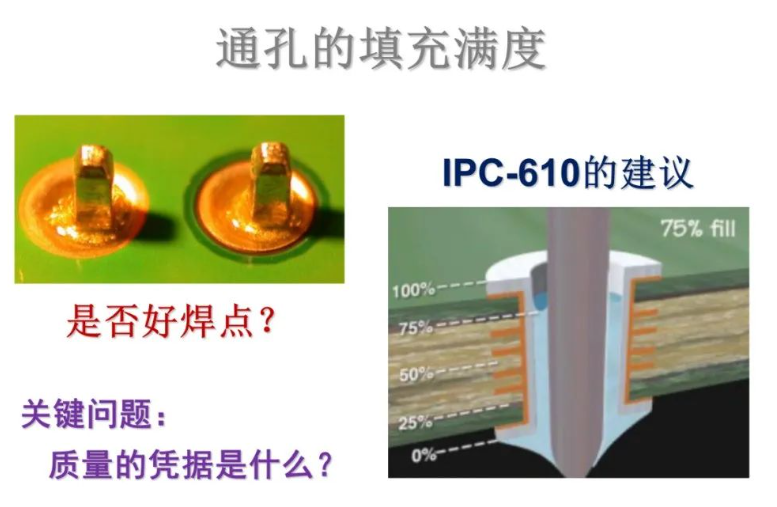 通孔的填充满度
IPC-610的建议
75% fill
100%
75%
50%
25%
0%
是否好焊点？
关键问题：
质量的凭据是什么？